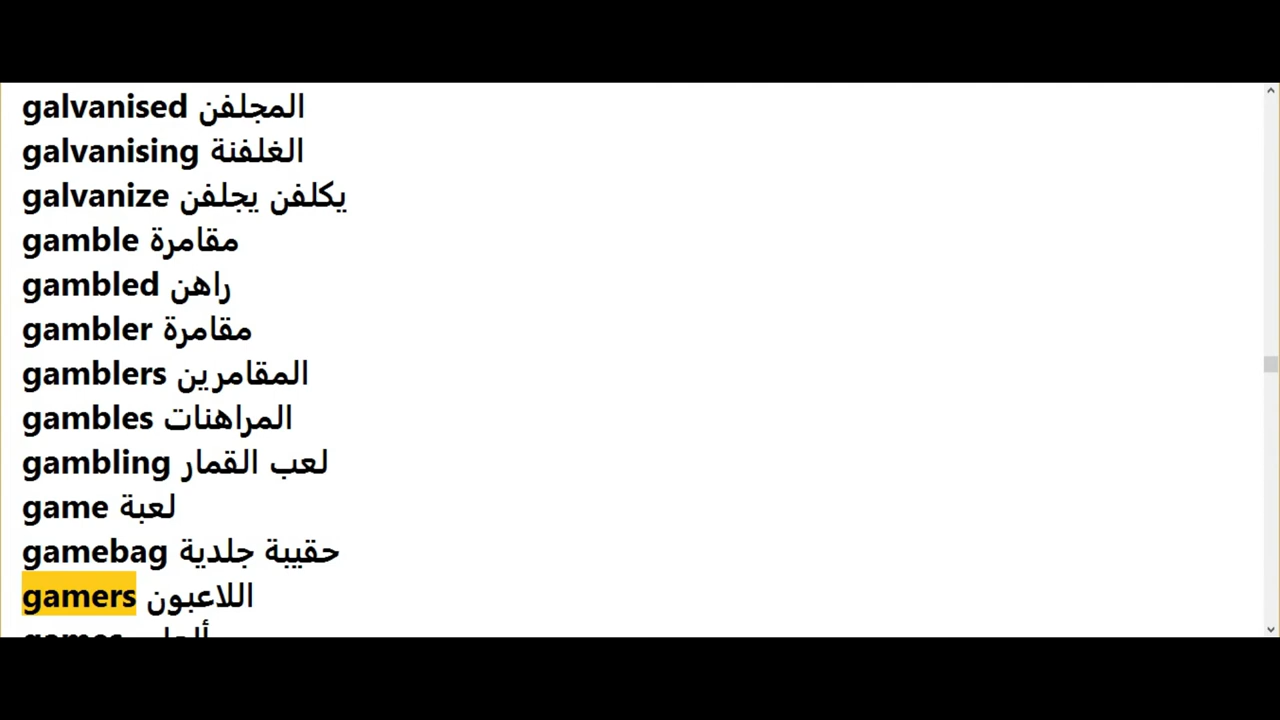 galvanised المجلفن
galvanising الغلفنة
galvanize يكلفن يجلفن
gamble مقامرة
gambled راهن
gambler مقامرة
gamblers المقامرين
gambles المراهنات
gambling لعب القمار
game لعبة
gamebag حقيبة جلدية
gamers اللاعبون
games